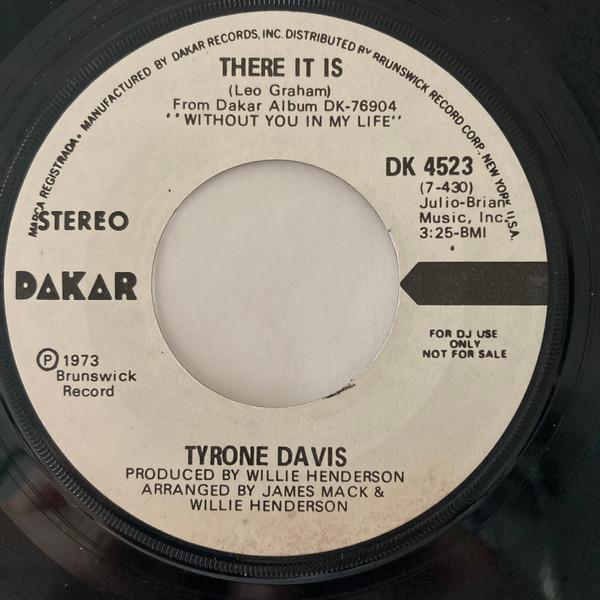 MARCA REGISTRADA • MANUFACTURED BY DAKAR RECORDS, INC. DISTRIBUTED BY BRUNSWICK RECORD CORP., NEW YORK, U.S.A.
THERE IT IS
(Leo Graham)
From Dakar Album DK-76904
''WITHOUT YOU IN MY LIFE''
DK 4523
(7-430)
Julio-Brian
Music, Inc.
3:25-BMI
STEREO
DAKAR
FOR DJ USE
ONLY
NOT FOR SALE
Ⓟ 1973
Brunswick
Record
TYRONE DAVIS
PRODUCED BY WILLIE HENDERSON
ARRANGED BY JAMES MACK &
WILLIE HENDERSON